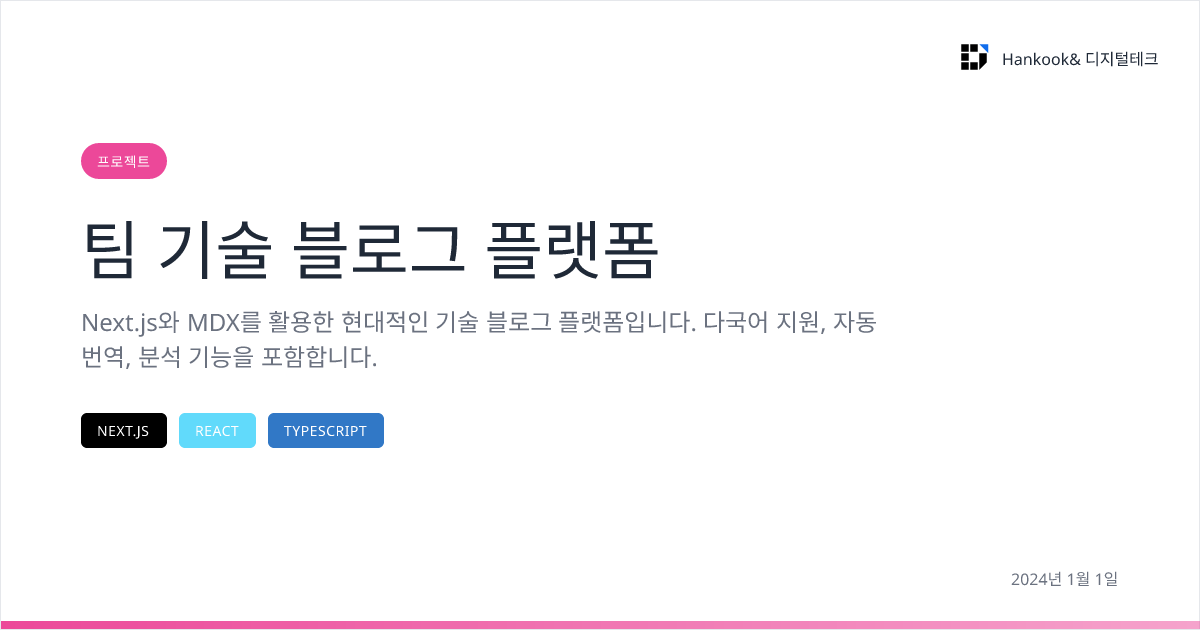 Hankook& 디지털테크
프로젝트
팀 기술 블로그 플랫폼
Next.js와 MDX를 활용한 현대적인 기술 블로그 플랫폼입니다. 다국어 지원, 자동
번역, 분석 기능을 포함합니다.
NEXT.JS REACT TYPESCRIPT
2024년 1월 1일